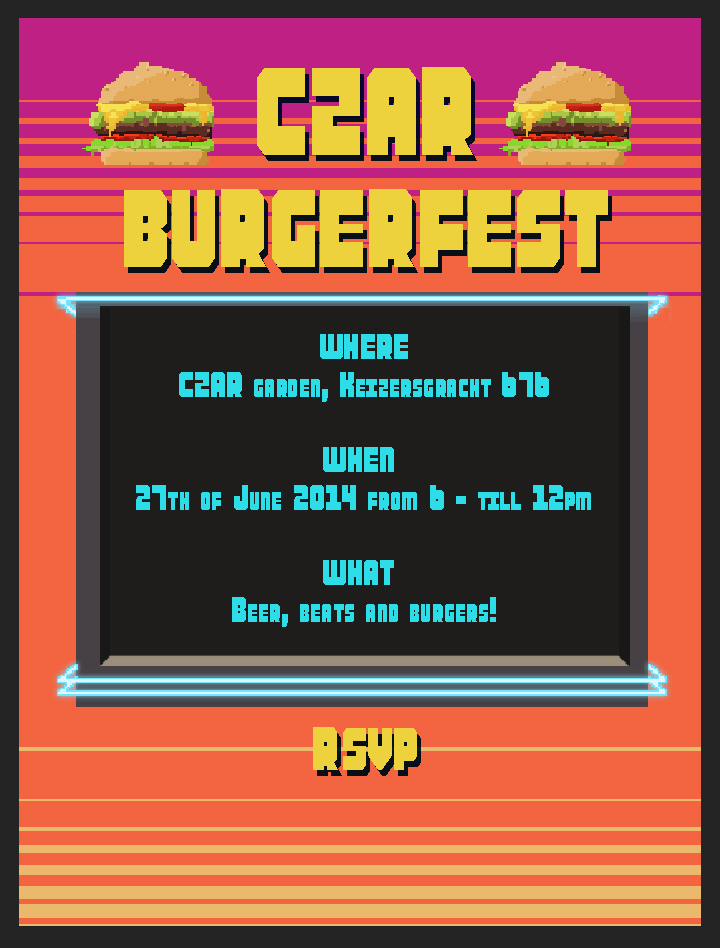 CZAR
BURGERFEST
WHERE
CZAR garden, Keizersgracht 676
WHEN
27th of June 2014 from 6 - till 12pm
WHAT
Beer, beats and burgers!
RSVP